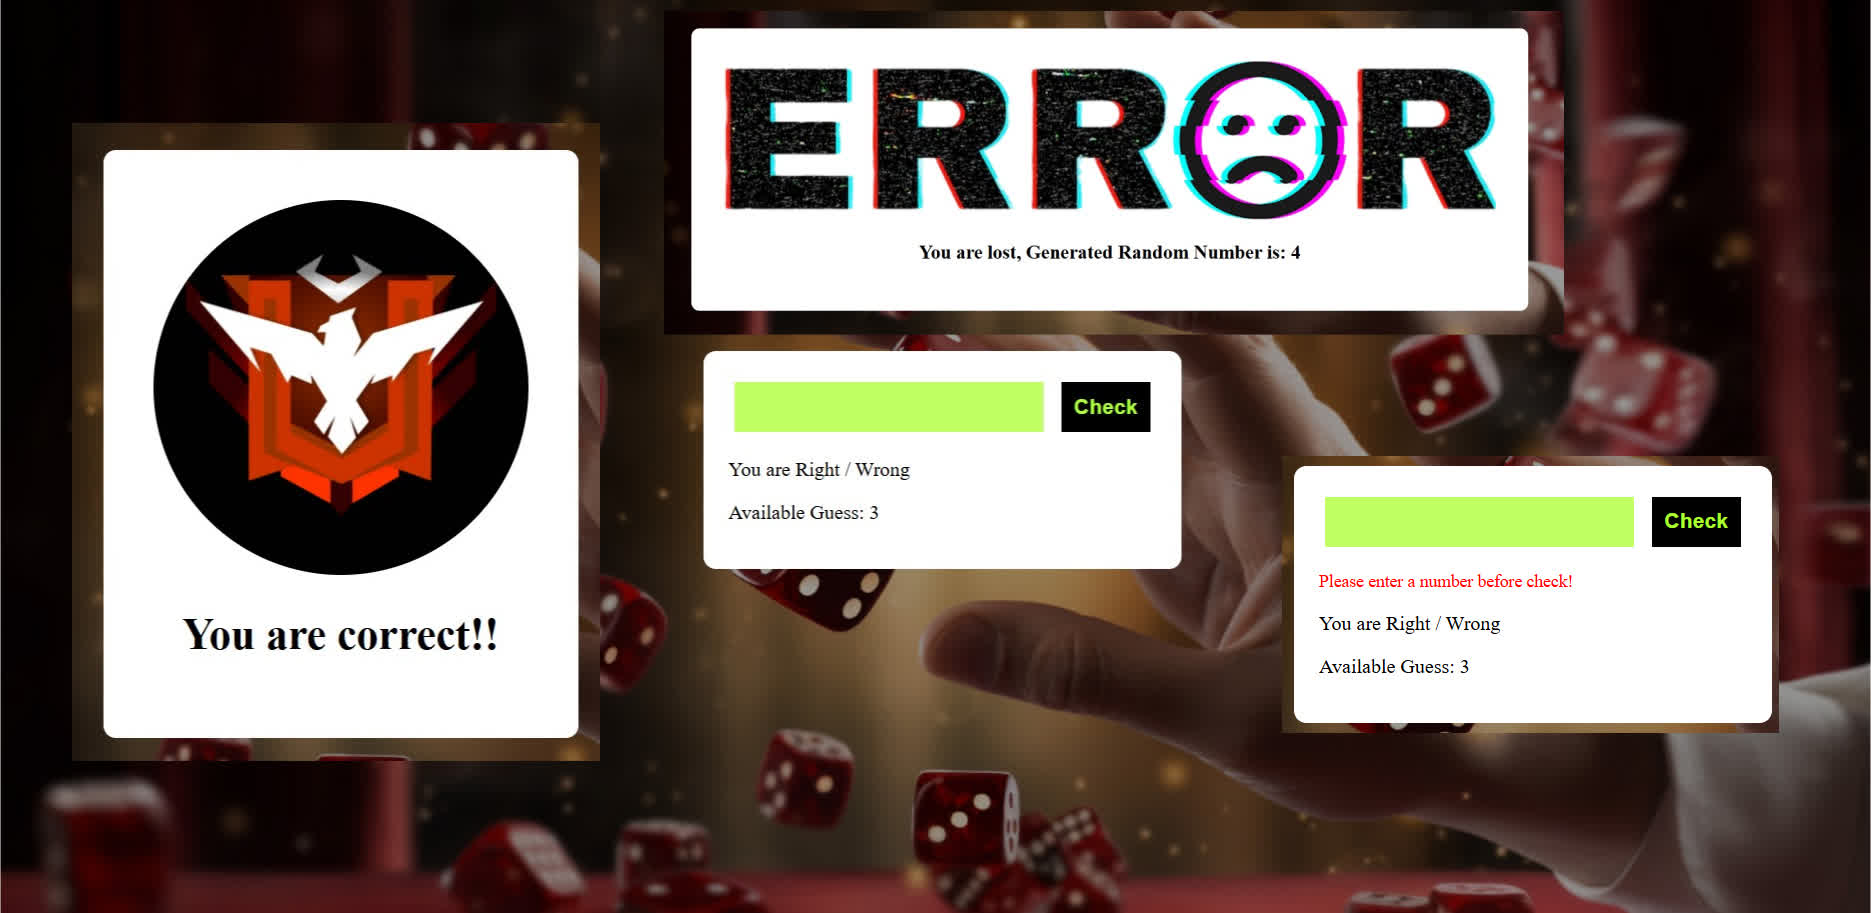 You are correct!!
ERROR
You are lost, Generated Random Number is: 4
Check
You are Right / Wrong
Available Guess: 3
Check
Please enter a number before check!
You are Right / Wrong
Available Guess: 3